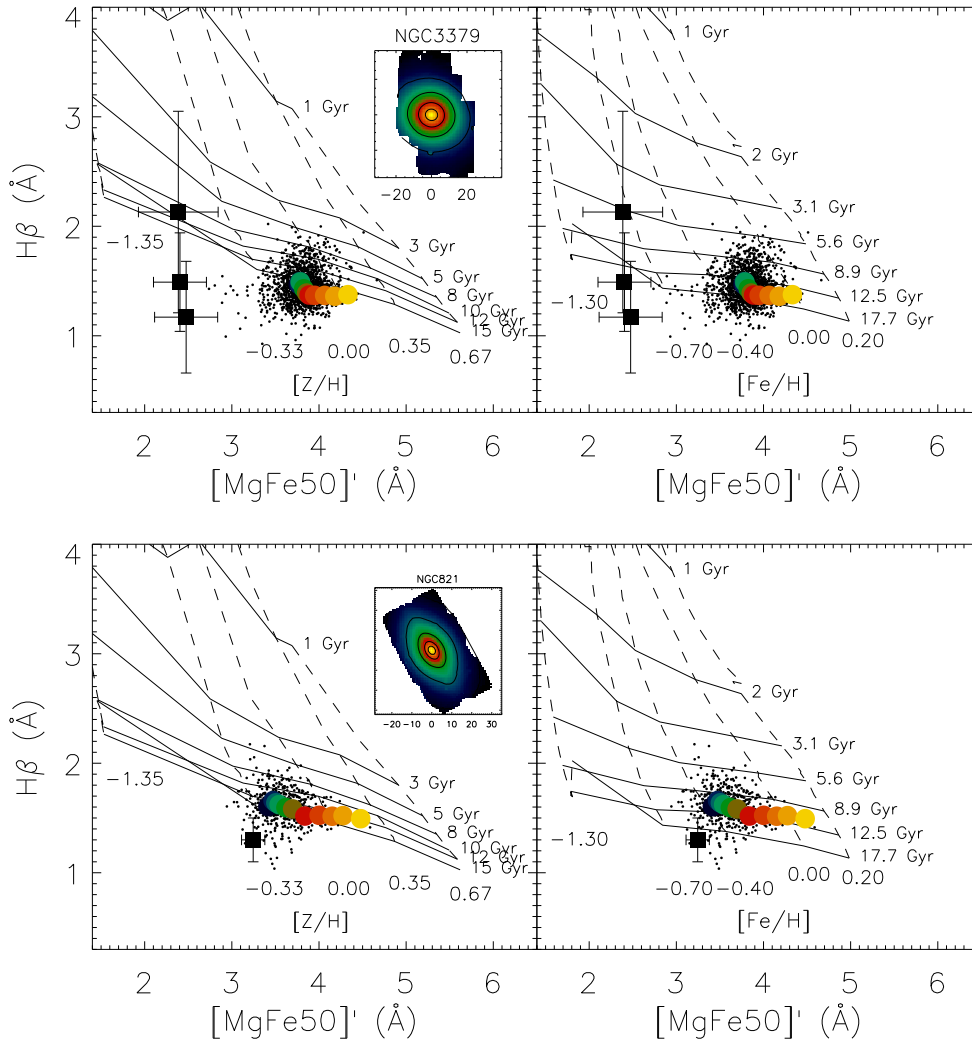 NGC3379
−20 0 20
1 Gyr
3 Gyr
5 Gyr
8 Gyr
10 Gyr
12 Gyr
15 Gyr
−1.35
−0.33
0.00
0.35
0.67
[Z/H]
4
3
2
1
Hβ (Å)
2 3 4 5 6
[MgFe50]' (Å)
1 Gyr
2 Gyr
3.1 Gyr
5.6 Gyr
8.9 Gyr
12.5 Gyr
17.7 Gyr
−1.30
−0.70
−0.40
0.00
0.20
[Fe/H]
2 3 4 5 6
[MgFe50]' (Å)
NGC821
−20 −10 0 10 20 30
1 Gyr
3 Gyr
5 Gyr
8 Gyr
10 Gyr
12 Gyr
15 Gyr
−1.35
−0.33
0.00
0.35
0.67
[Z/H]
4
3
2
1
Hβ (Å)
2 3 4 5 6
[MgFe50]' (Å)
1 Gyr
2 Gyr
3.1 Gyr
5.6 Gyr
8.9 Gyr
12.5 Gyr
17.7 Gyr
−1.30
−0.70
−0.40
0.00
0.20
[Fe/H]
2 3 4 5 6
[MgFe50]' (Å)